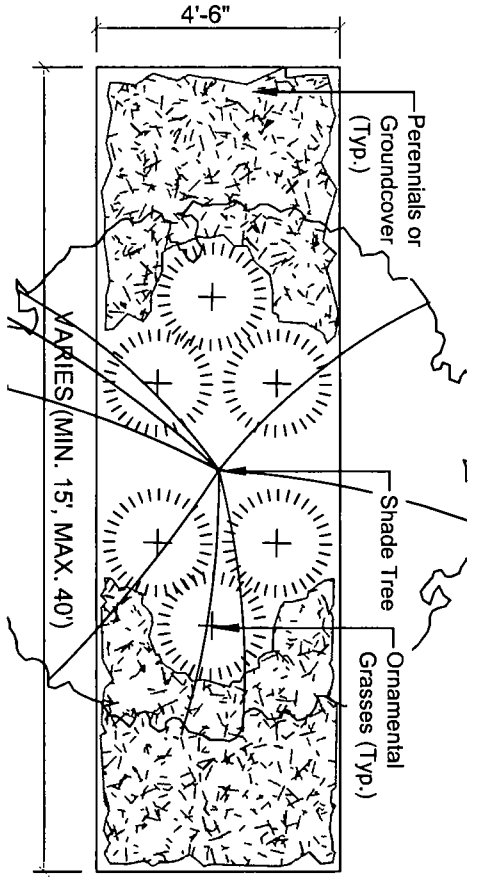 4'-6"
Perennials or
Groundcover
(Typ.)
Shade Tree
Ornamental
Grasses (Typ.)
VARIES (MIN. 15', MAX. 40')